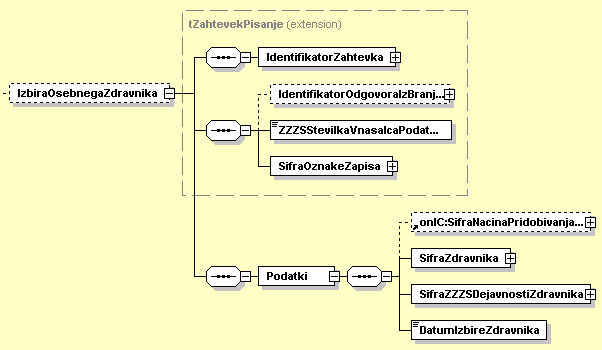 tZahtevekPisanje (extension)
IdentifikatorZahtevka
IzbiraOsebnegaZdravnika
IdentifikatorOdgovoraIzBranj...
ZZZSStevilkaVnasalcaPodat...
SifraOznakeZapisa
onIC:SifraNacinaPridobivanja...
Podatki
SifraZdravnika
SifraZZZSDejavnostiZdravnika
DatumIzbireZdravnika